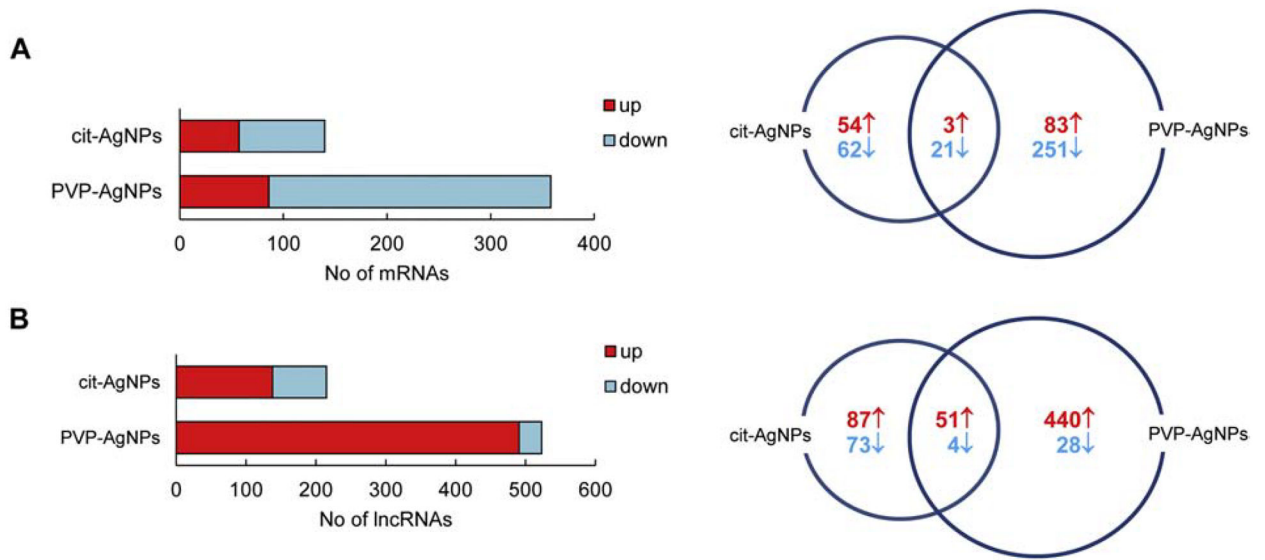 A
cit-AgNPs
PVP-AgNPs
up
down
0 100 200 300 400
No of mRNAs
cit-AgNPs
54↑ 3↑ 83↑
62↓ 21↓ 251↓
PVP-AgNPs
B
cit-AgNPs
PVP-AgNPs
up
down
0 100 200 300 400 500 600
No of lncRNAs
cit-AgNPs
87↑ 51↑ 440↑
73↓ 4↓ 28↓
PVP-AgNPs